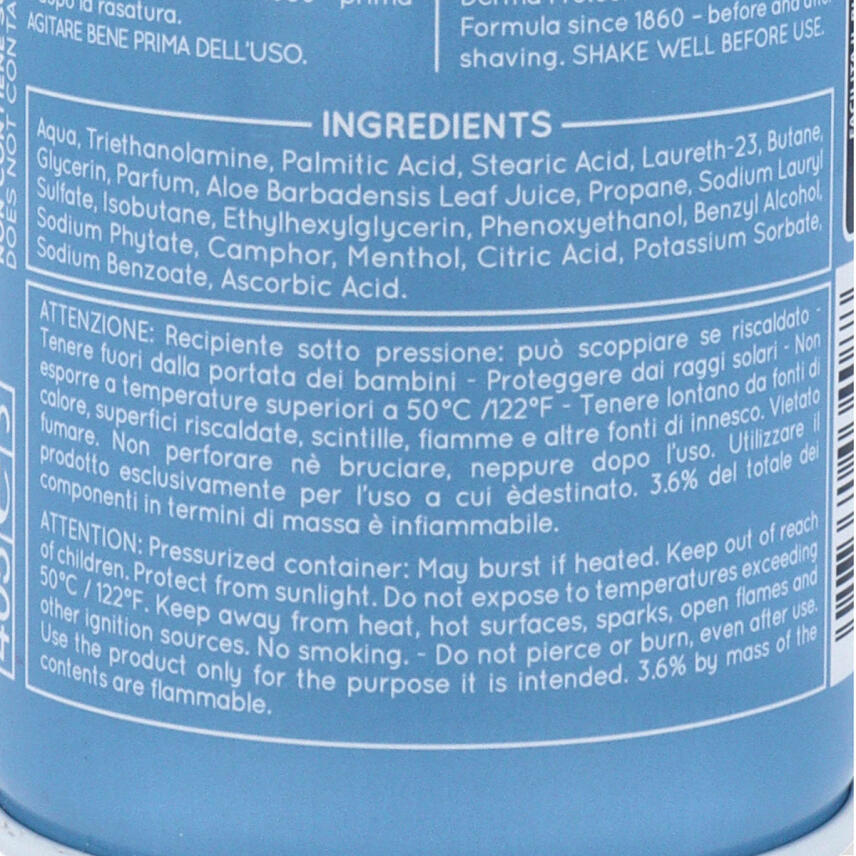 dopo la rasatura.
prima
AGITARE BENE PRIMA DELL'USO.
Formula since 1860 – before and after
shaving. SHAKE WELL BEFORE USE.
INGREDIENTS
Aqua, Triethanolamine, Palmitic Acid, Stearic Acid, Laureth-23, Butane,
Glycerin, Parfum, Aloe Barbadensis Leaf Juice, Propane, Sodium Lauryl
Sulfate, Isobutane, Ethylhexylglycerin, Phenoxyethanol, Benzyl Alcohol,
Sodium Phytate, Camphor, Menthol, Citric Acid, Potassium Sorbate,
Sodium Benzoate, Ascorbic Acid.
ATTENZIONE: Recipiente sotto pressione: può scoppiare se riscaldato -
Tenere fuori dalla portata dei bambini - Proteggere dai raggi solari - Non
esporre a temperature superiori a 50°C /122°F - Tenere lontano da fonti di
calore, superfici riscaldate, scintille, fiamme e altre fonti di innesco. Vietato
fumare. Non perforare nè bruciare, neppure dopo l'uso. Utilizzare il
prodotto esclusivamente per l'uso a cui èdestinato. 3.6% del totale dei
componenti in termini di massa è infiammabile.
ATTENTION: Pressurized container: May burst if heated. Keep out of reach
of children. Protect from sunlight. Do not expose to temperatures exceeding
50°C / 122°F. Keep away from heat, hot surfaces, sparks, open flames and
other ignition sources. No smoking. - Do not pierce or burn, even after use.
Use the product only for the purpose it is intended. 3.6% by mass of the
contents are flammable.